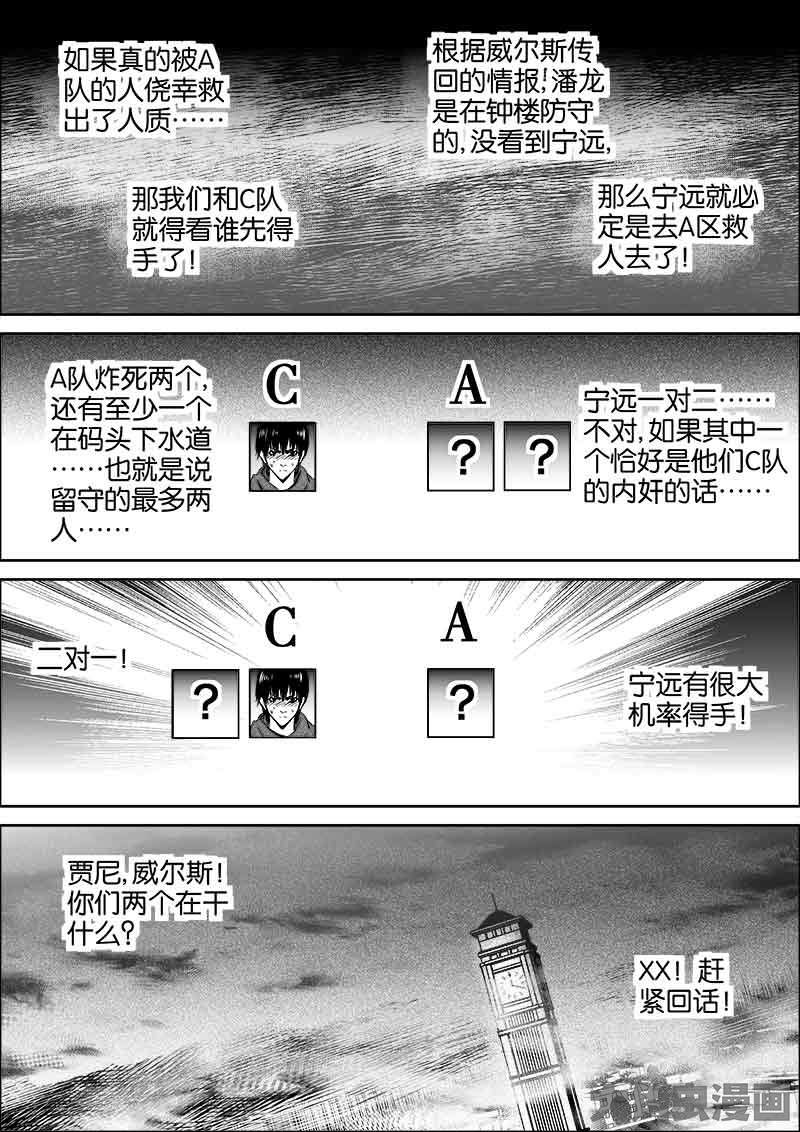 如果真的被A
队的人侥幸救
出了人质……
根据威尔斯传
回的情报!潘龙
是在钟楼防守
的,没看到宁远,
那我们和C队
就得看谁先得
手了!
那么宁远就必
定是去A区救
人去了!
A队炸死两个,
还有至少一个
在码头下水道
……也就是说
留守的最多两
人……
C
A
?
?
宁远一对二……
不对,如果其中一
个恰好是他们C队
的内奸的话……
二对一!
C
A
?
?
宁远有很大
机率得手!
贾尼,威尔斯!
你们两个在干
什么?
XX!赶
紧回话!
虫漫画